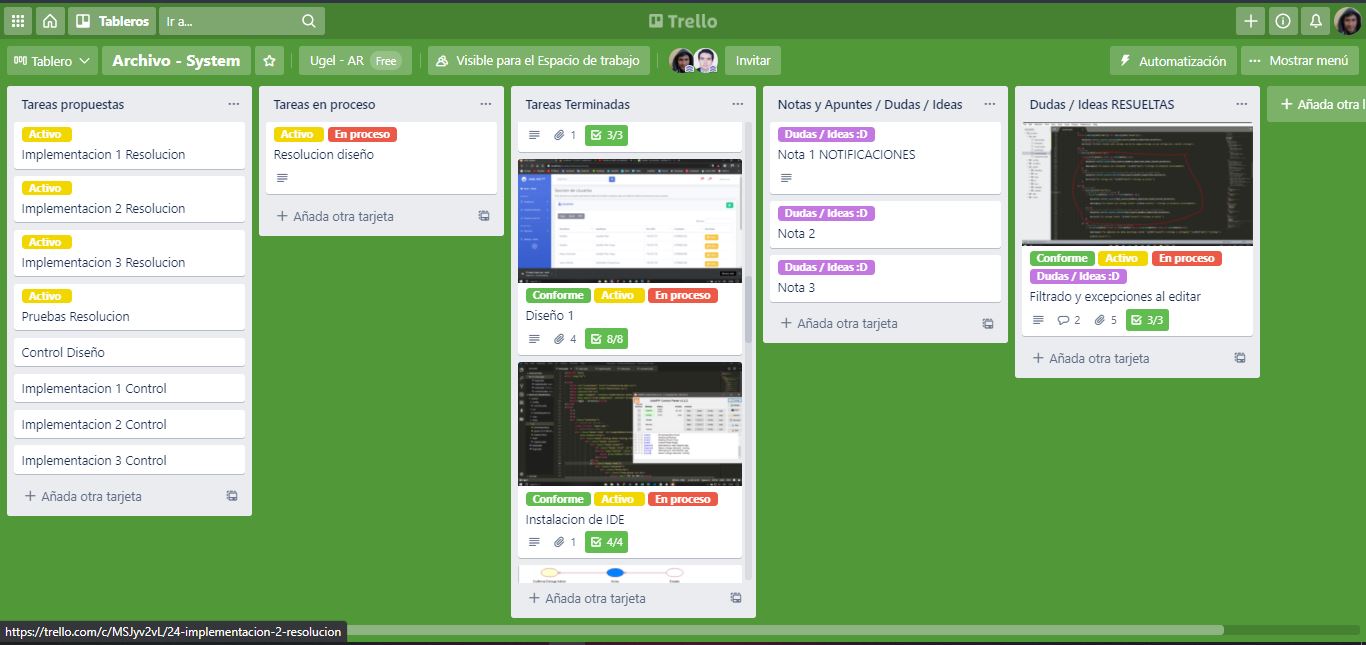 Tableros
Ir a...
Trello
Tablero
Archivo - System
Ugel - AR Free
Visible para el Espacio de trabajo
Invitar
Automatización
Mostrar menú
Tareas propuestas
Activo
Implementacion 1 Resolucion
Activo
Implementacion 2 Resolucion
Activo
Implementacion 3 Resolucion
Activo
Pruebas Resolucion
Control Diseño
Implementacion 1 Control
Implementacion 2 Control
Implementacion 3 Control
Añada otra tarjeta
Tareas en proceso
Activo En proceso
Resolucion diseño
Añada otra tarjeta
Tareas Terminadas
1 3/3
Conforme Activo En proceso
Diseño 1
4 8/8
Conforme Activo En proceso
Instalacion de IDE
1 4/4
Añada otra tarjeta
Notas y Apuntes / Dudas / Ideas
Dudas / Ideas :D
Nota 1 NOTIFICACIONES
Dudas / Ideas :D
Nota 2
Dudas / Ideas :D
Nota 3
Añada otra tarjeta
Dudas / Ideas RESUELTAS
Conforme Activo En proceso
Dudas / Ideas :D
Filtrado y excepciones al editar
2 5 3/3
Añada otra tarjeta
Añada otra l
https://trello.com/c/MSJyv2vL/24-implementacion-2-resolucion